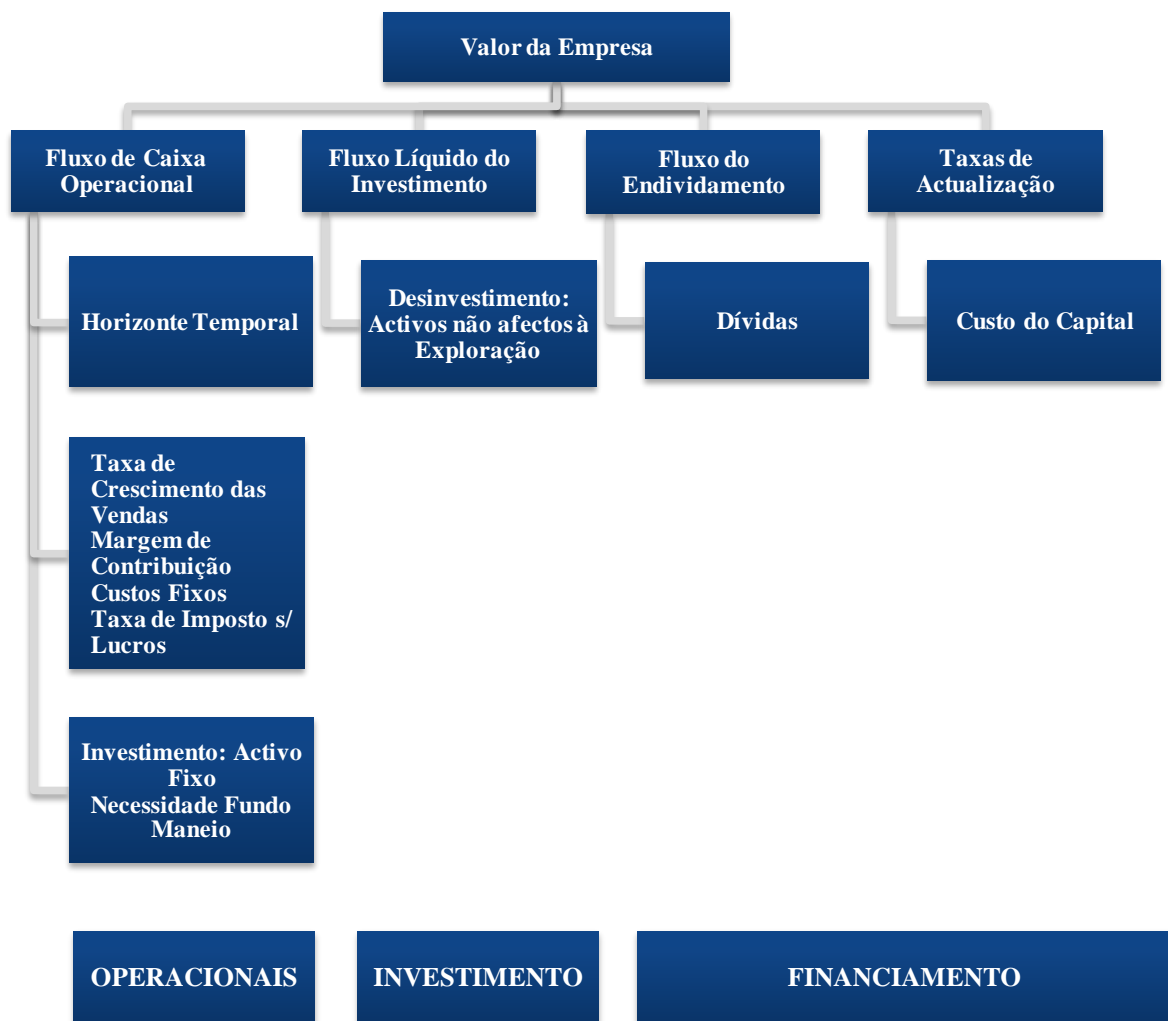 Valor da Empresa
Fluxo de Caixa
Operacional
Fluxo Líquido do
Investimento
Fluxo do
Endividamento
Taxas de
Actualização
Horizonte Temporal
Desinvestimento:
Activos não afectos à
Exploração
Dívidas
Custo do Capital
Taxa de
Crescimento das
Vendas
Margem de
Contribuição
Custos Fixos
Taxa de Imposto s/
Lucros
Investimento: Activo
Fixo
Necessidade Fundo
Maneio
OPERACIONAIS
INVESTIMENTO
FINANCIAMENTO